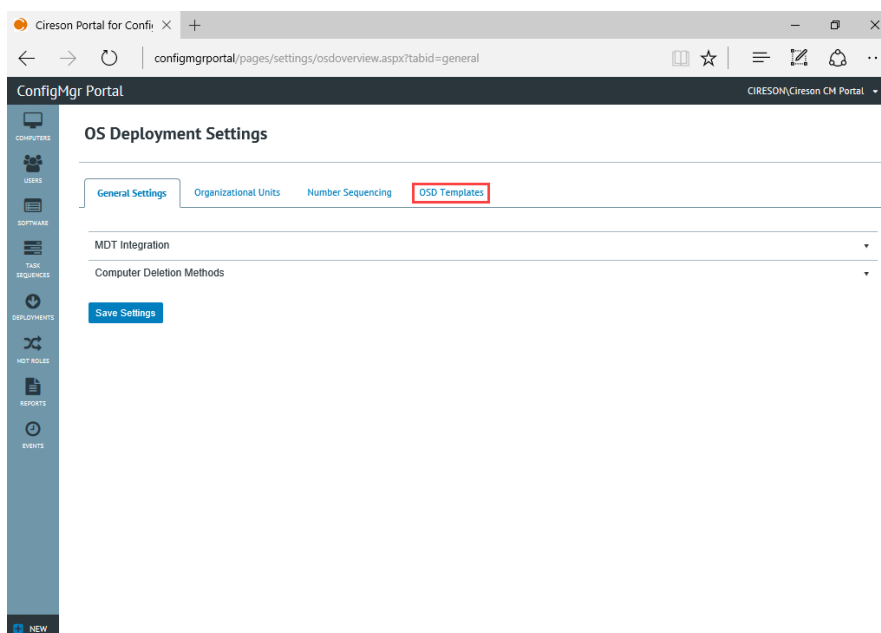 Cireson Portal for Config
configmgrportal/pages/settings/osdoverview.aspx?tabid=general
ConfigMgr Portal
CIRESON\Cireson CM Portal
COMPUTERS
USERS
SOFTWARE
TASK
SEQUENCES
DEPLOYMENTS
MDT ROLES
REPORTS
EVENTS
NEW
OS Deployment Settings
General Settings
Organizational Units
Number Sequencing
OSD Templates
MDT Integration
Computer Deletion Methods
Save Settings